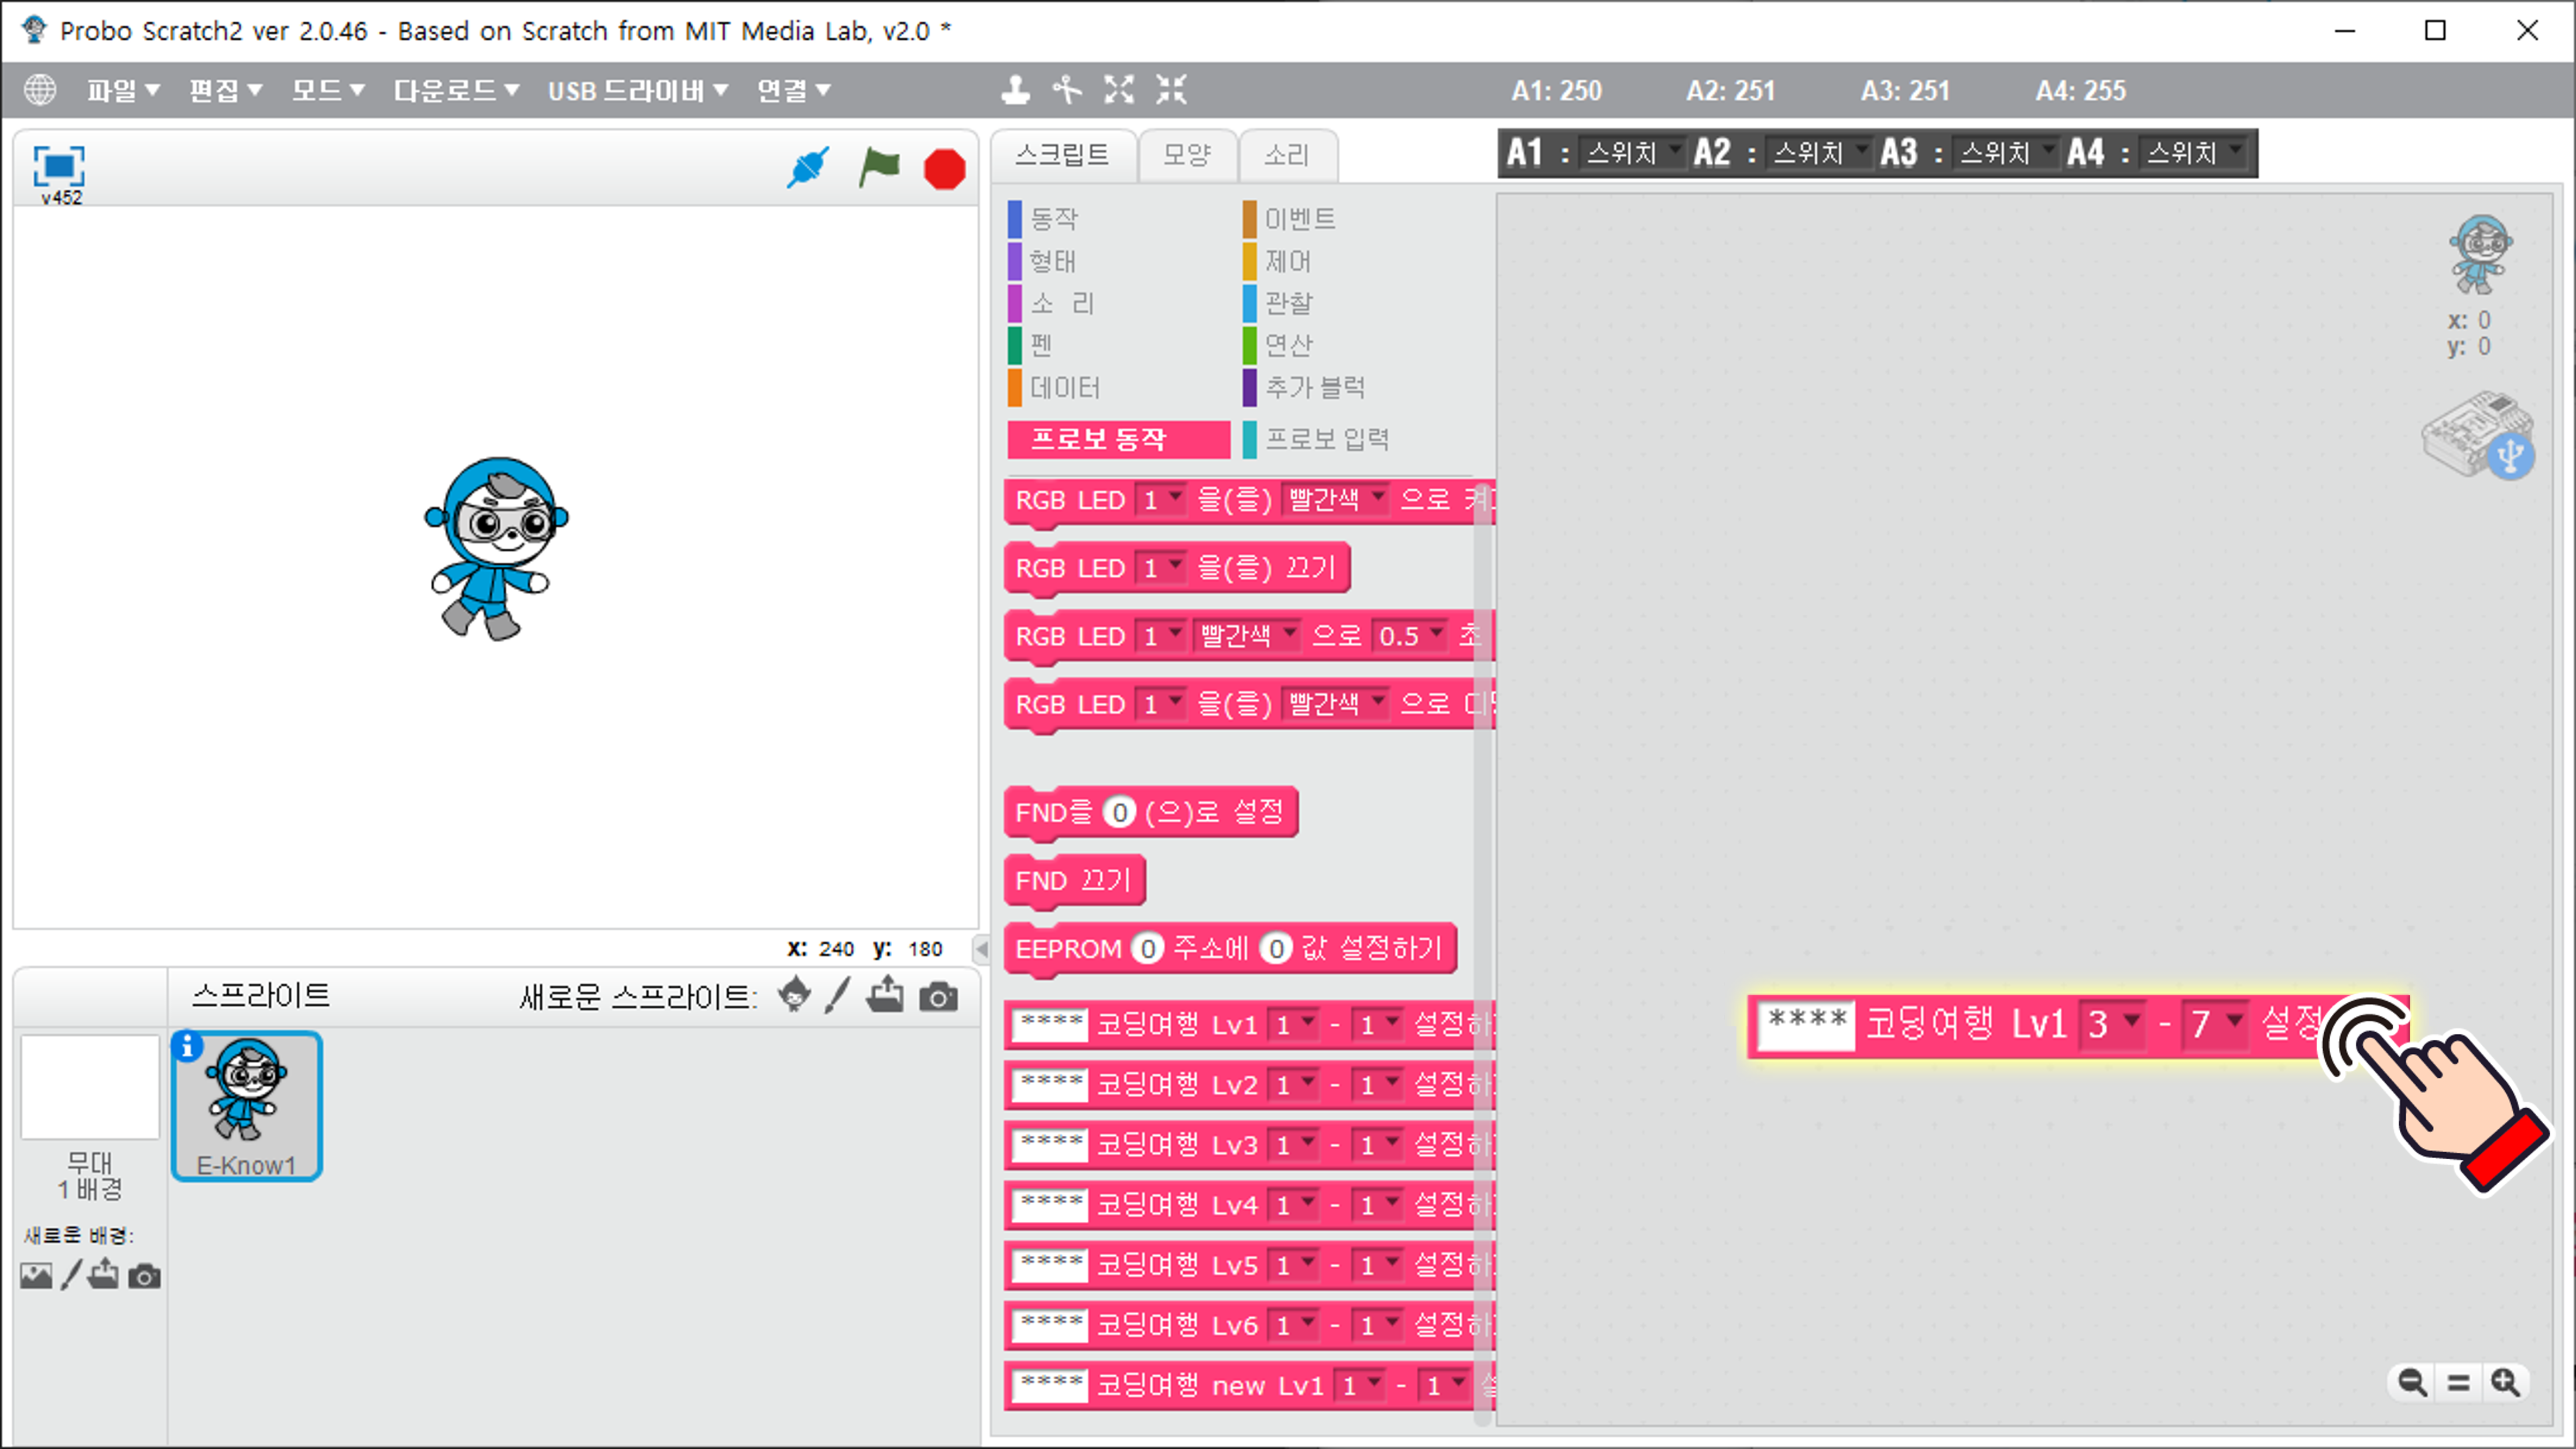 Probo Scratch2 ver 2.0.46 - Based on Scratch from MIT Media Lab, v2.0 *
파일 편집 모드 다운로드 USB 드라이버 연결 A1: 250 A2: 251 A3: 251 A4: 255
v452
스크립트 모양 소리
A1 : 스위치 A2 : 스위치 A3 : 스위치 A4 : 스위치
동작 이벤트
형태 제어
소 리 관찰
펜 연산
데이터 추가 블럭
프로보 동작 프로보 입력
RGB LED 1 을(를) 빨간색 으로
RGB LED 1 을(를) 끄기
RGB LED 1 빨간색 으로 0.5 초
RGB LED 1 을(를) 빨간색 으로
FND를 0 (으)로 설정
FND 끄기
EEPROM 0 주소에 0 값 설정하기
**** 코딩여행 Lv1 1 - 1 설정하
**** 코딩여행 Lv2 1 - 1 설정하
**** 코딩여행 Lv3 1 - 1 설정하
**** 코딩여행 Lv4 1 - 1 설정하
**** 코딩여행 Lv5 1 - 1 설정하
**** 코딩여행 Lv6 1 - 1 설정하
**** 코딩여행 new Lv1 1 - 1
x: 0
y: 0
**** 코딩여행 Lv1 3 - 7 설정
x: 240 y: 180
스프라이트 새로운 스프라이트:
E-Know1
무대
1 배경
새로운 배경: